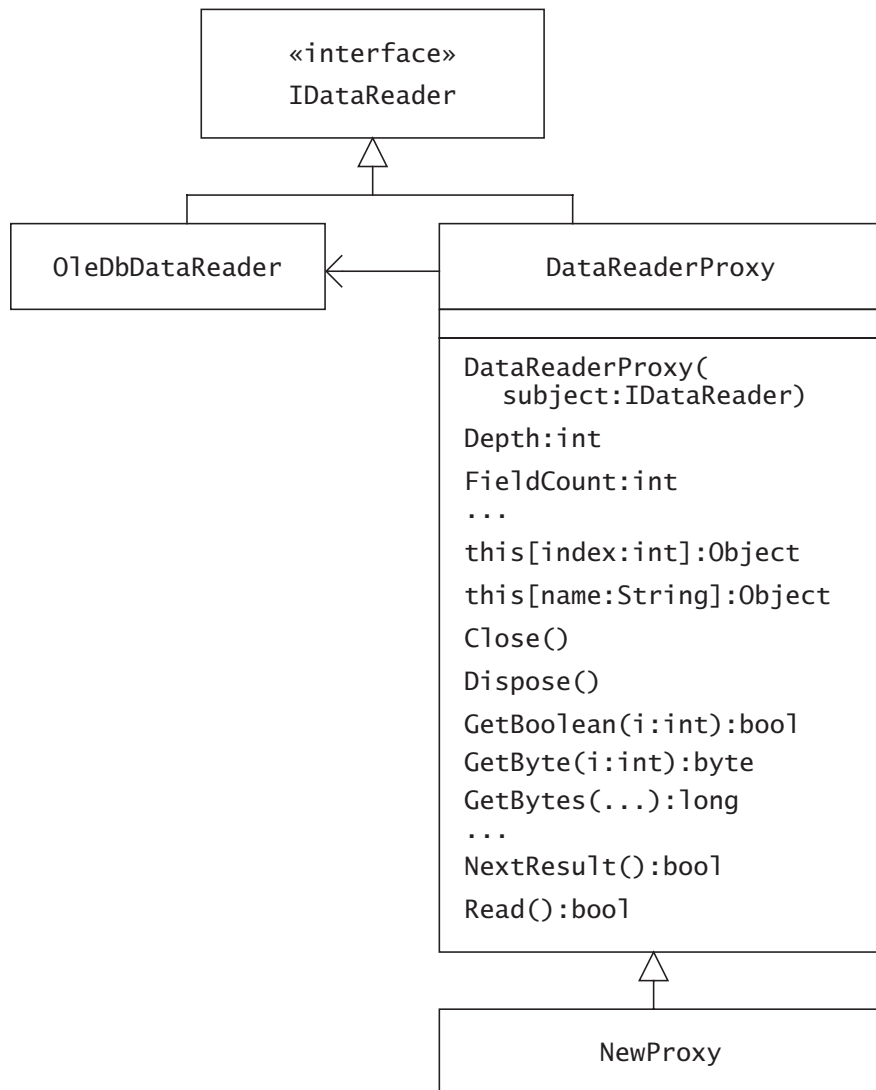 «interface»
IDataReader
OleDbDataReader
DataReaderProxy
DataReaderProxy(
subject:IDataReader)
Depth:int
FieldCount:int
...
this[index:int]:Object
this[name:String]:Object
Close()
Dispose()
GetBoolean(i:int):bool
GetByte(i:int):byte
GetBytes(...):long
...
NextResult():bool
Read():bool
NewProxy